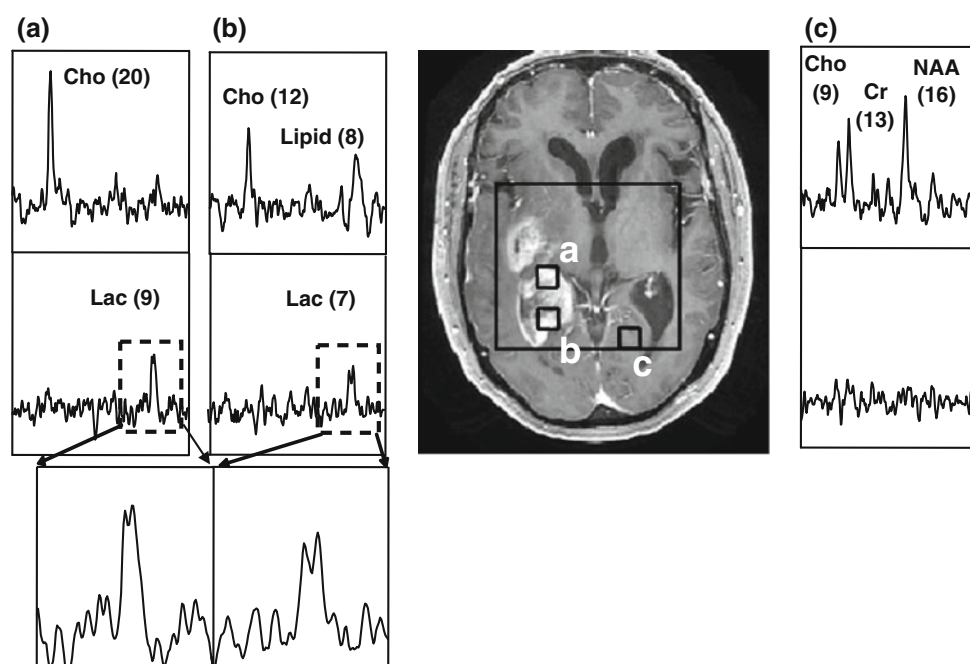 (a)
(b)
(c)
Cho (20)
Cho (12)
Lipid (8)
Cho
(9)
Cr
(13)
NAA
(16)
Lac (9)
Lac (7)
a
b
c